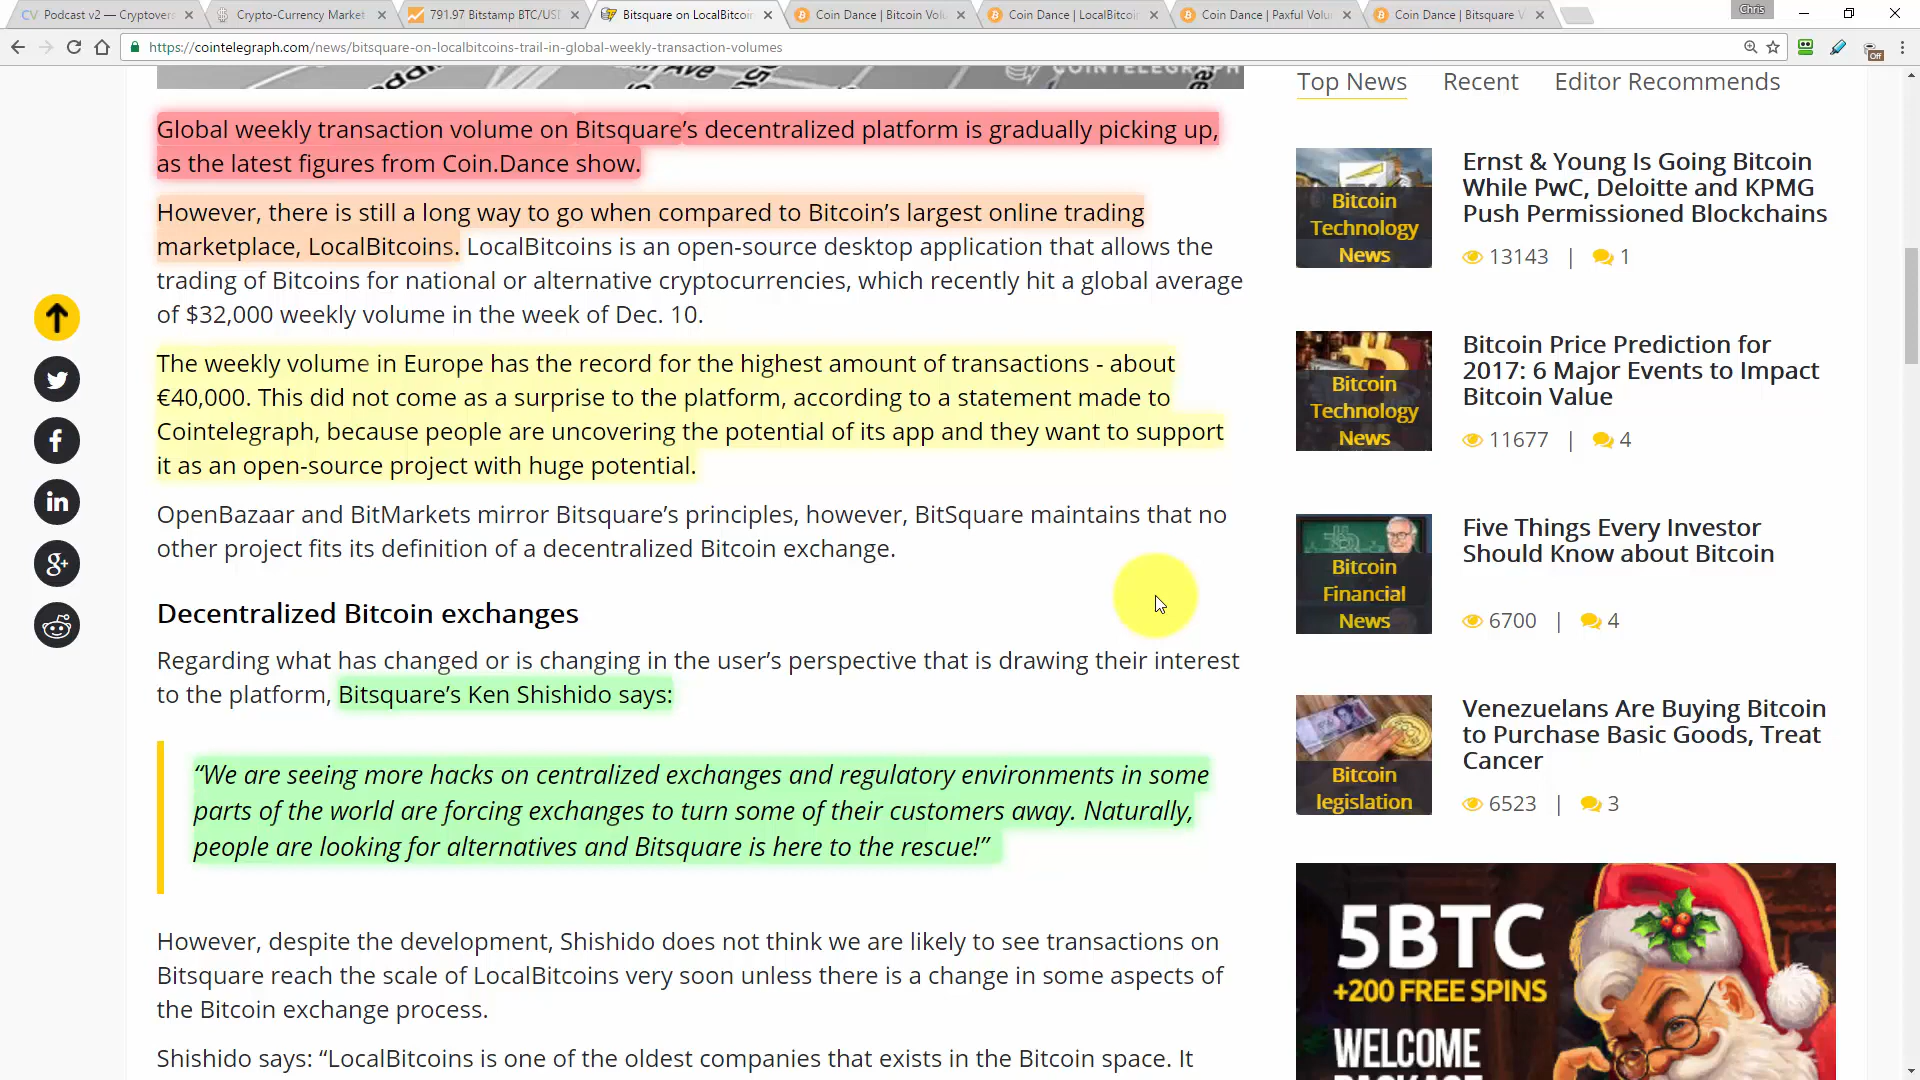 Podcast v2 — Cryptovers
Crypto-Currency Market
791.97 Bitstamp BTC/USD
Bitsquare on LocalBitcoin
Coin Dance | Bitcoin Volu
Coin Dance | LocalBitcoin
Coin Dance | Paxful Volu
Coin Dance | Bitsquare V
Chris
https://cointelegraph.com/news/bitsquare-on-localbitcoins-trail-in-global-weekly-transaction-volumes
Off
COINTELEGRAPH
Global weekly transaction volume on Bitsquare’s decentralized platform is gradually picking up,
as the latest figures from Coin.Dance show.
However, there is still a long way to go when compared to Bitcoin’s largest online trading
marketplace, LocalBitcoins. LocalBitcoins is an open-source desktop application that allows the
trading of Bitcoins for national or alternative cryptocurrencies, which recently hit a global average
of $32,000 weekly volume in the week of Dec. 10.
The weekly volume in Europe has the record for the highest amount of transactions - about
€40,000. This did not come as a surprise to the platform, according to a statement made to
Cointelegraph, because people are uncovering the potential of its app and they want to support
it as an open-source project with huge potential.
OpenBazaar and BitMarkets mirror Bitsquare’s principles, however, BitSquare maintains that no
other project fits its definition of a decentralized Bitcoin exchange.
Decentralized Bitcoin exchanges
Regarding what has changed or is changing in the user’s perspective that is drawing their interest
to the platform, Bitsquare’s Ken Shishido says:
“We are seeing more hacks on centralized exchanges and regulatory environments in some
parts of the world are forcing exchanges to turn some of their customers away. Naturally,
people are looking for alternatives and Bitsquare is here to the rescue!”
However, despite the development, Shishido does not think we are likely to see transactions on
Bitsquare reach the scale of LocalBitcoins very soon unless there is a change in some aspects of
the Bitcoin exchange process.
Shishido says: “LocalBitcoins is one of the oldest companies that exists in the Bitcoin space. It
Top News
Recent
Editor Recommends
Bitcoin
Technology
News
Ernst & Young Is Going Bitcoin
While PwC, Deloitte and KPMG
Push Permissioned Blockchains
13143 | 1
Bitcoin
Technology
News
Bitcoin Price Prediction for
2017: 6 Major Events to Impact
Bitcoin Value
11677 | 4
Bitcoin
Financial
News
Five Things Every Investor
Should Know about Bitcoin
6700 | 4
Bitcoin
legislation
Venezuelans Are Buying Bitcoin
to Purchase Basic Goods, Treat
Cancer
6523 | 3
5BTC
+200 FREE SPINS
WELCOME
PACKAGE